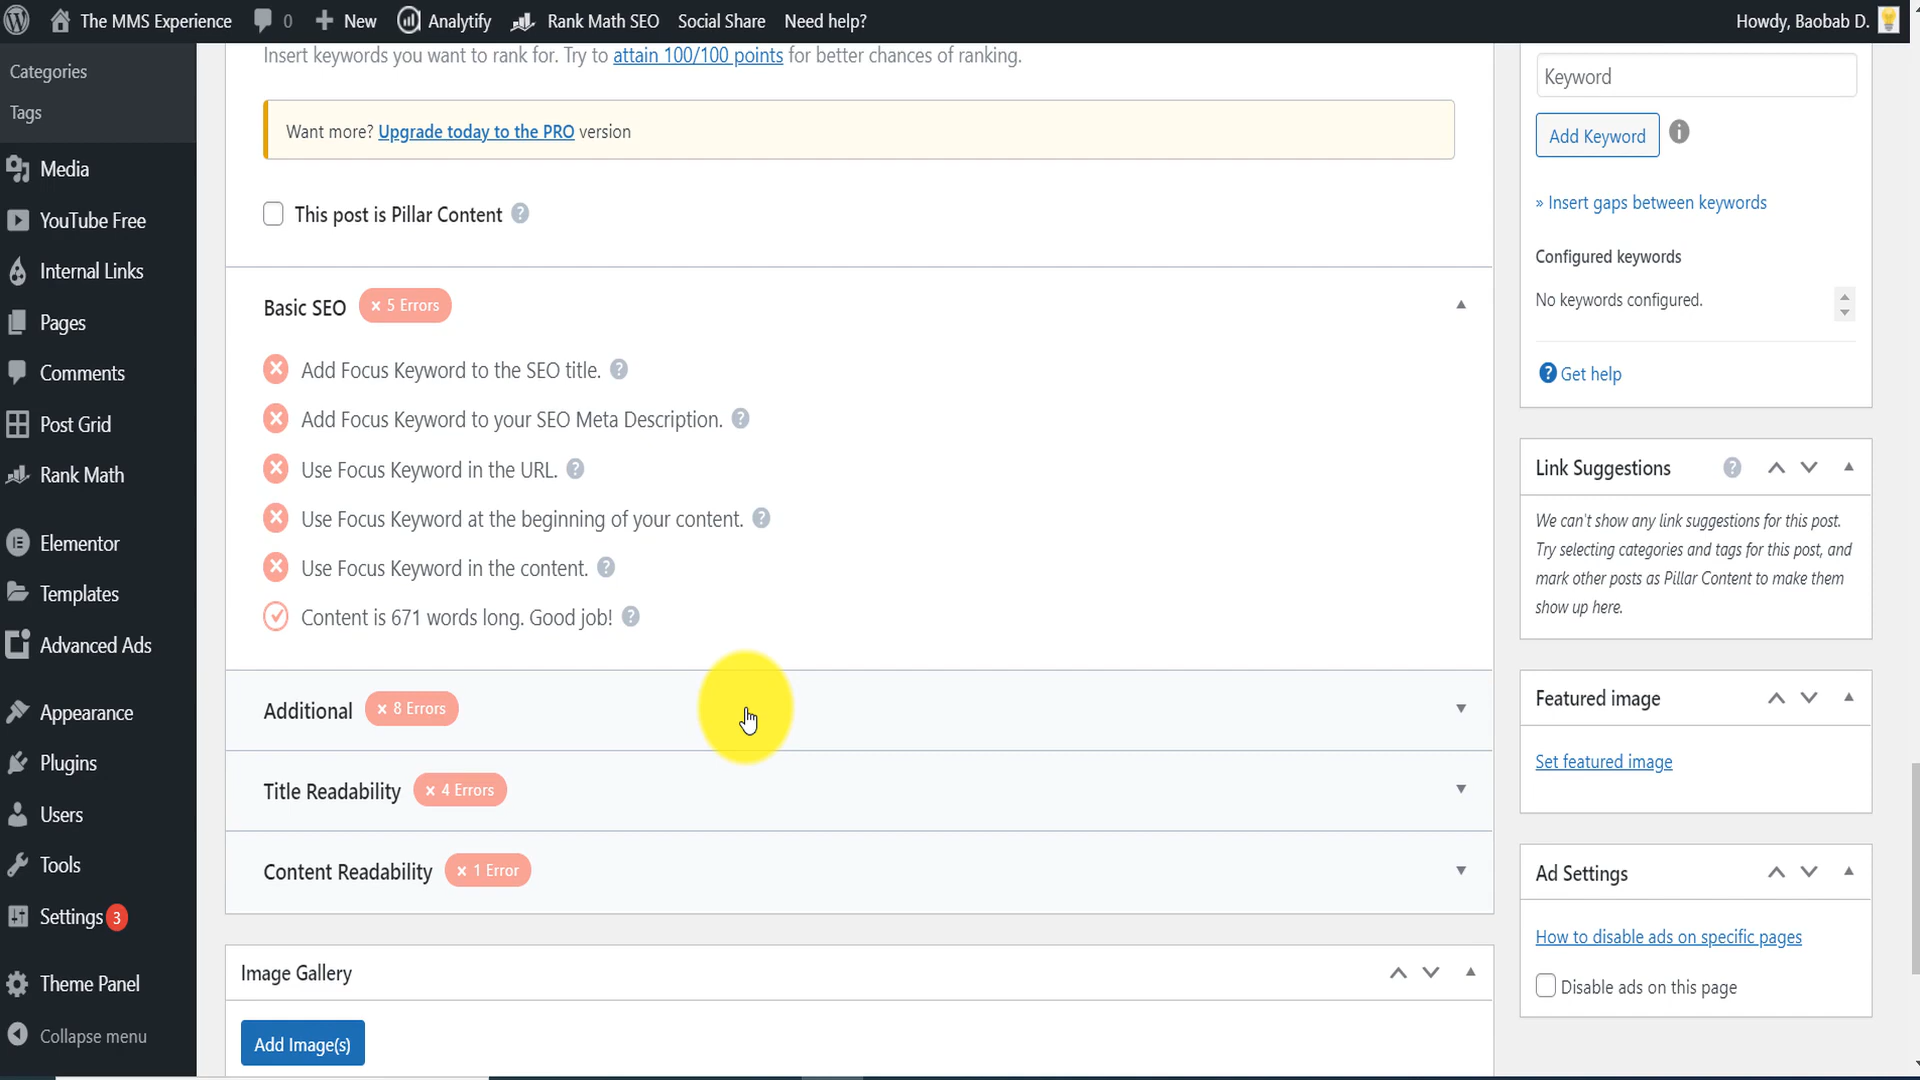 The MMS Experience
0
New
Analytify
Rank Math SEO
Social Share
Need help?
Howdy, Baobab D.
Categories
Tags
Media
YouTube Free
Internal Links
Pages
Comments
Post Grid
Rank Math
Elementor
Templates
Advanced Ads
Appearance
Plugins
Users
Tools
Settings 3
Theme Panel
Collapse menu
Insert keywords you want to rank for. Try to attain 100/100 points for better chances of ranking.
Want more? Upgrade today to the PRO version
This post is Pillar Content ?
Basic SEO × 5 Errors
Add Focus Keyword to the SEO title. ?
Add Focus Keyword to your SEO Meta Description. ?
Use Focus Keyword in the URL. ?
Use Focus Keyword at the beginning of your content. ?
Use Focus Keyword in the content. ?
Content is 671 words long. Good job! ?
Additional × 8 Errors
Title Readability × 4 Errors
Content Readability × 1 Error
Image Gallery
Add Image(s)
Keyword
Add Keyword
» Insert gaps between keywords
Configured keywords
No keywords configured.
? Get help
Link Suggestions ?
We can't show any link suggestions for this post.
Try selecting categories and tags for this post, and
mark other posts as Pillar Content to make them
show up here.
Featured image
Set featured image
Ad Settings
How to disable ads on specific pages
Disable ads on this page